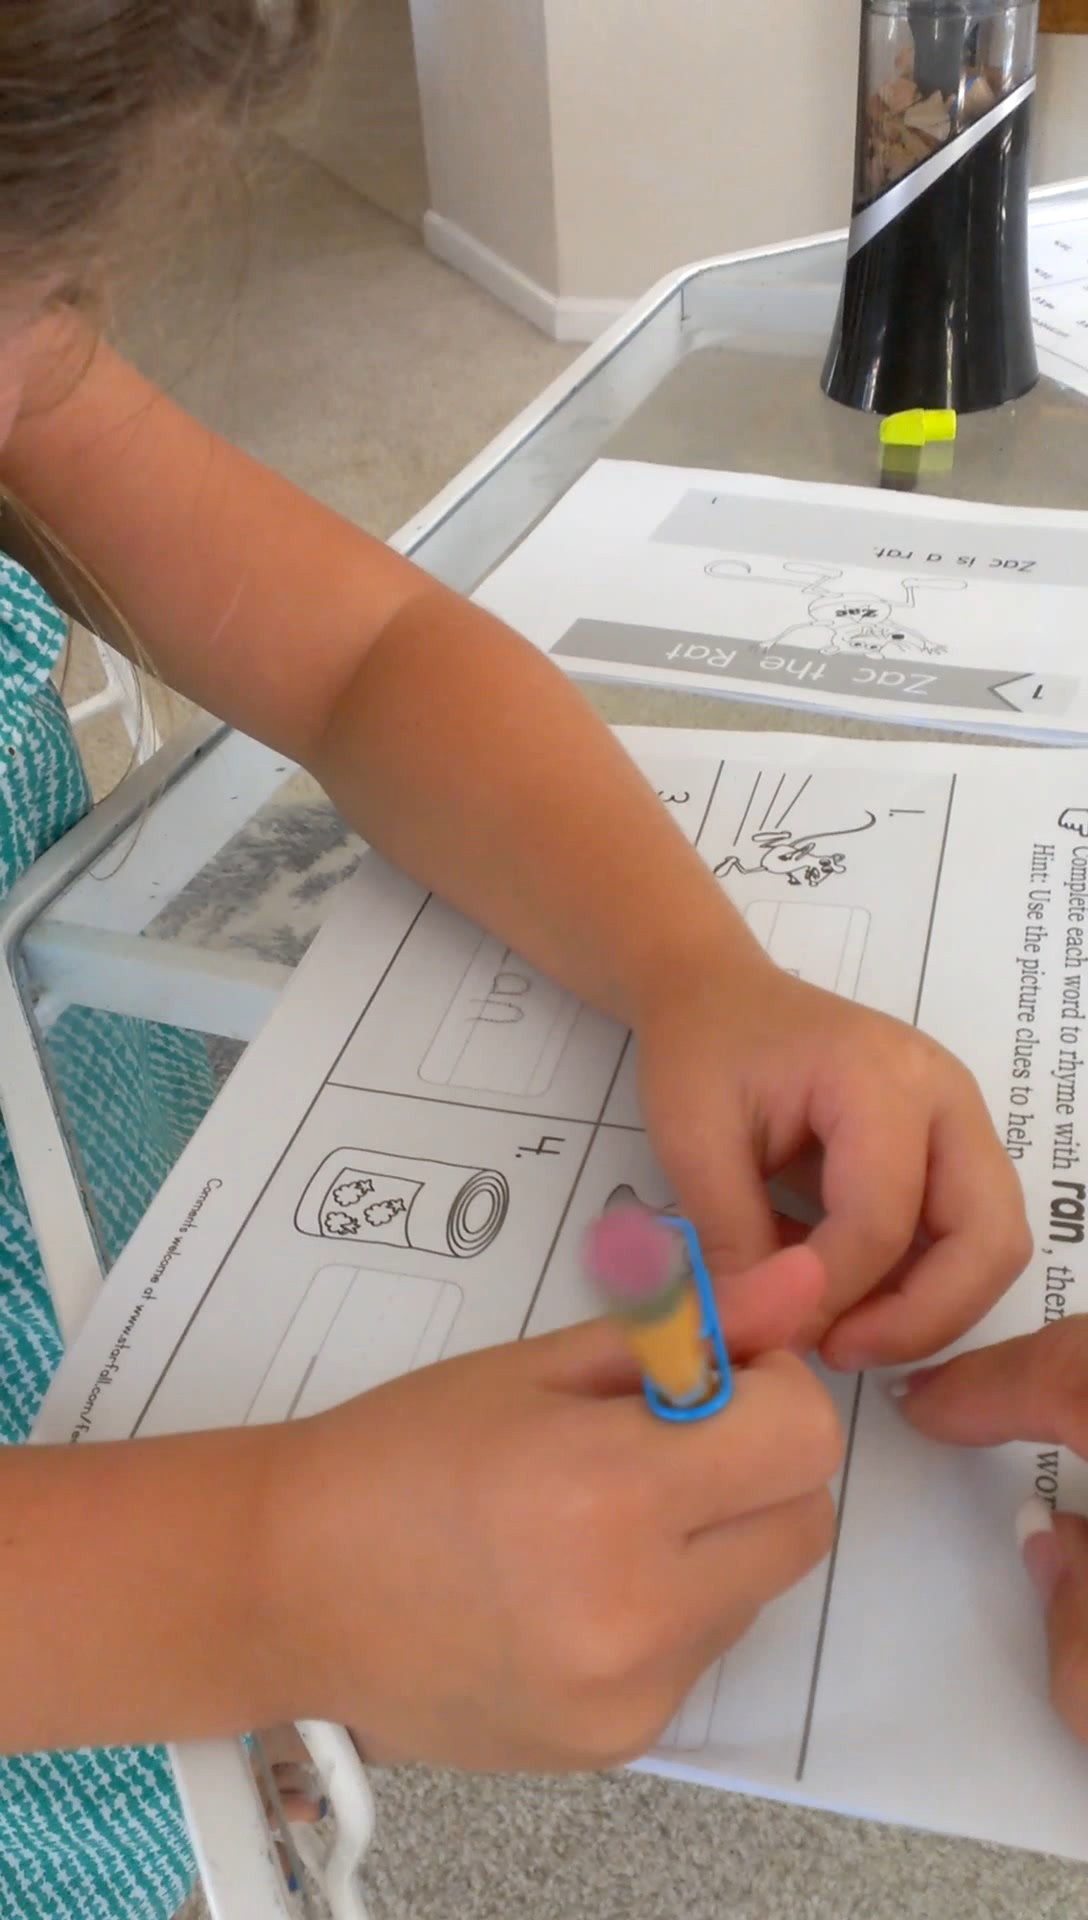 Complete each word to rhyme with ran, then
Hint: Use the picture clues to help
1.
3
an
4.
Comments welcome at www.starfall.com/fe
1
Zac the Rat
Zac
Zac is a rat.
1